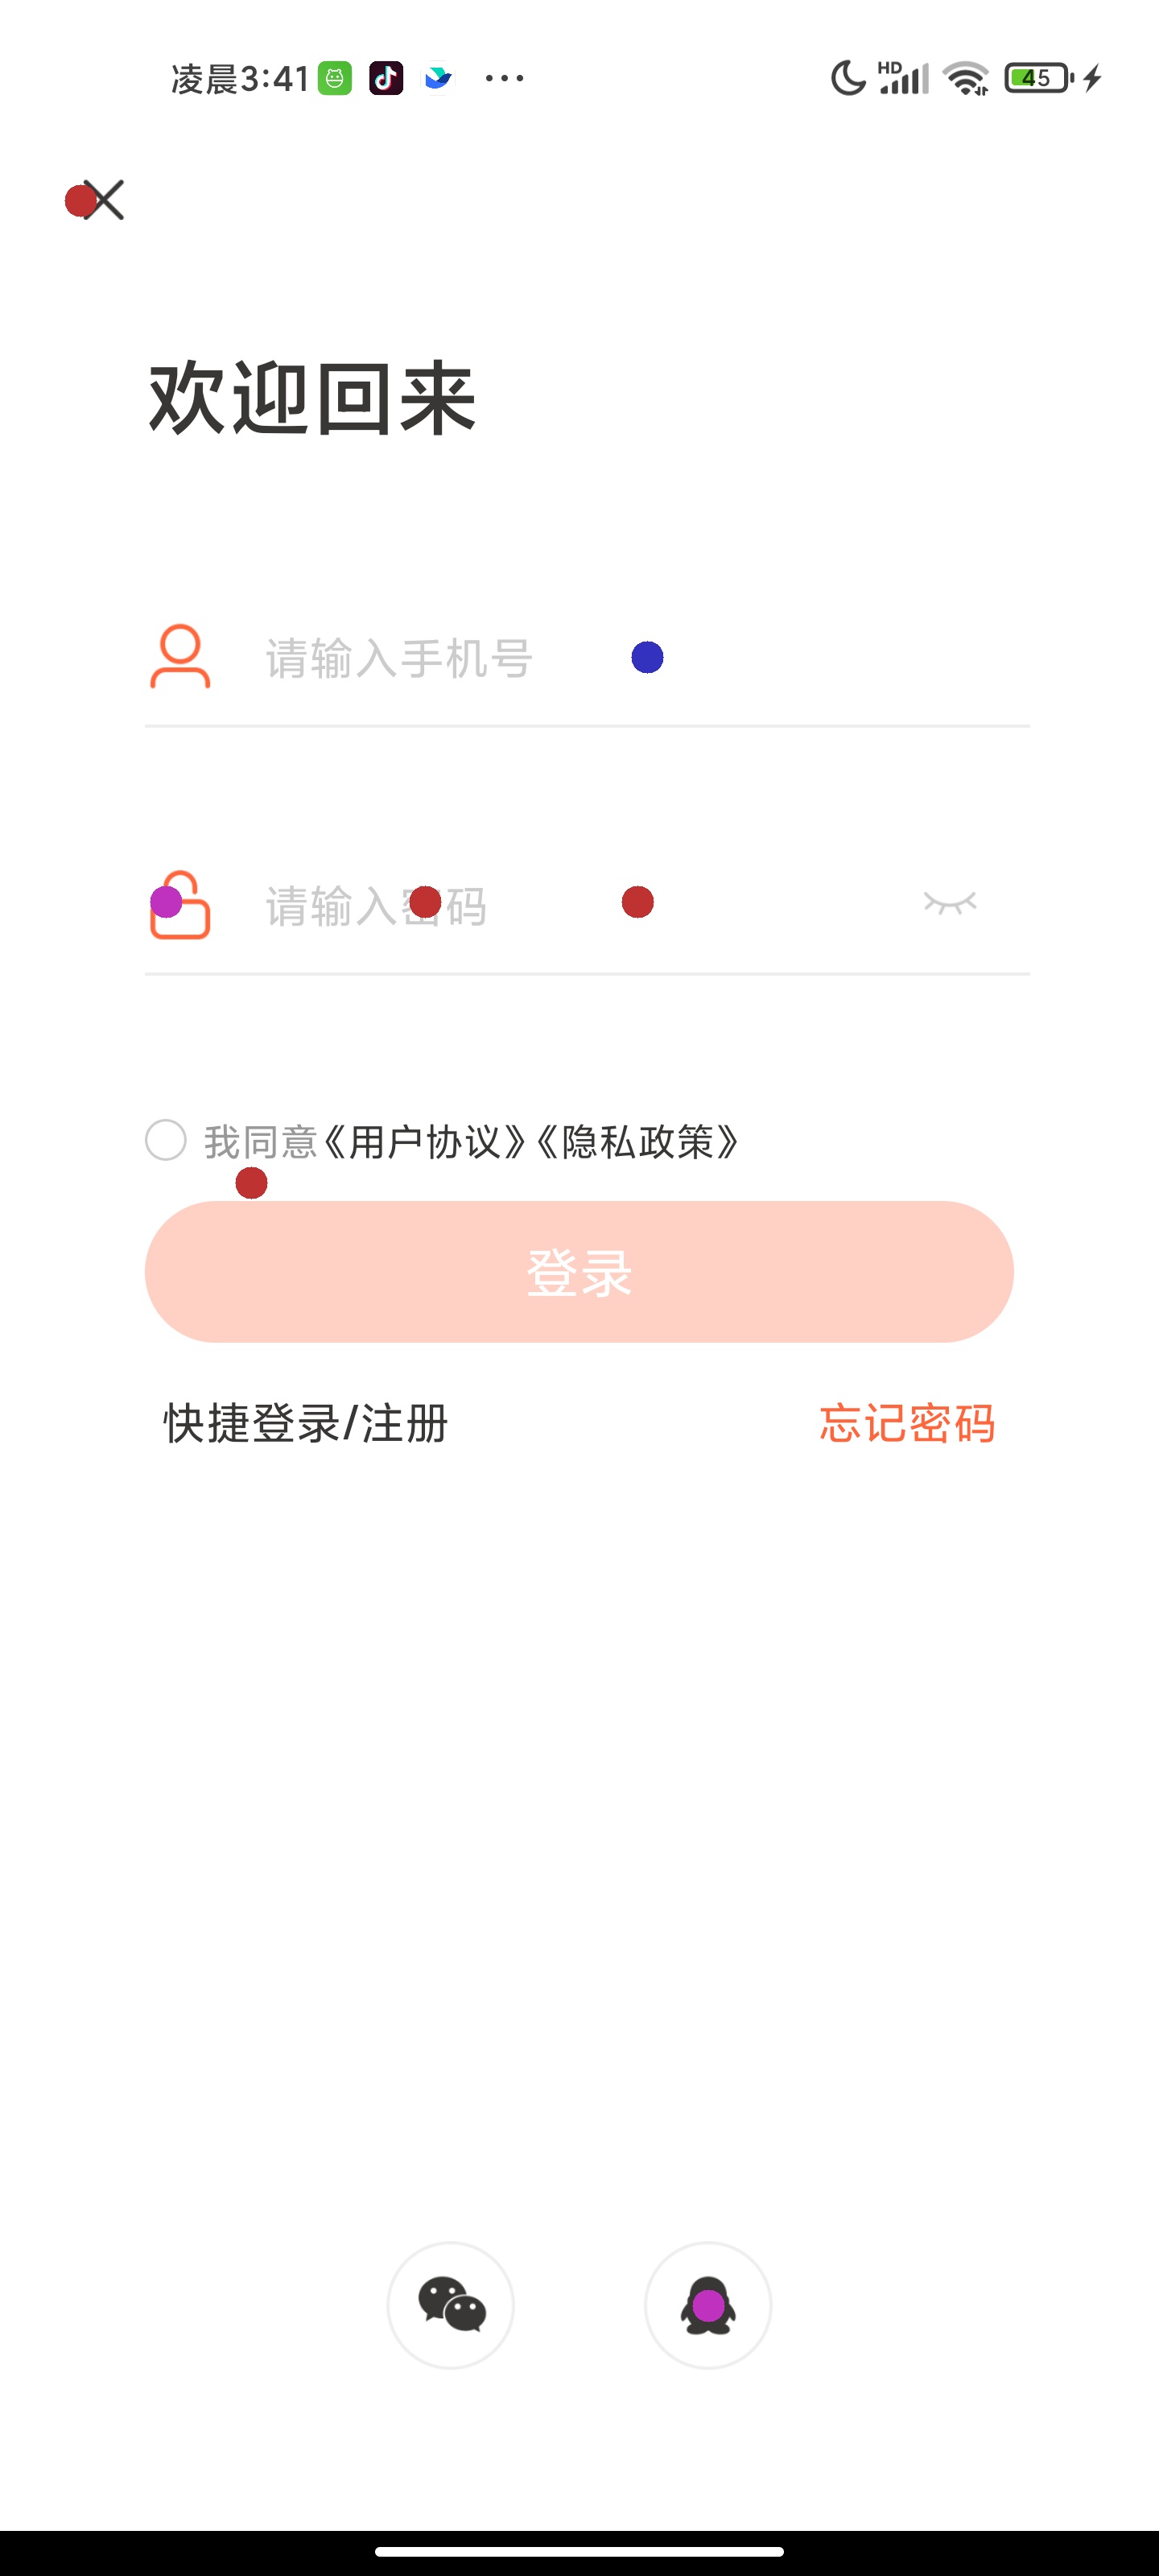 凌晨3:41 ... HD 45
欢迎回来
请输入手机号
请输入密码
我同意《用户协议》《隐私政策》
登录
快捷登录/注册 忘记密码